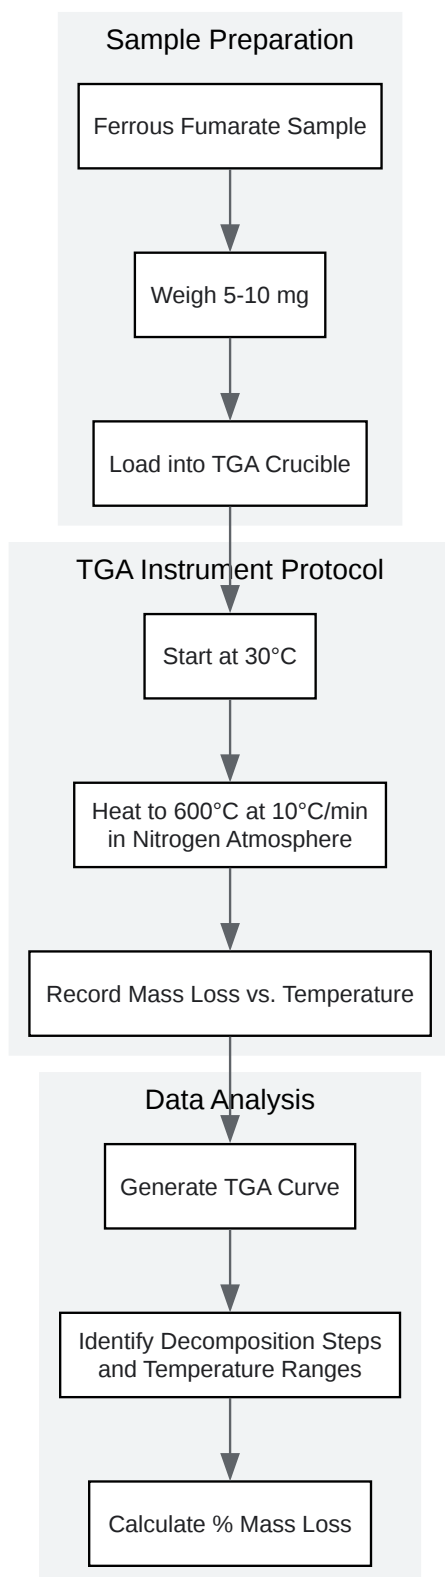 Sample Preparation
Ferrous Fumarate Sample
Weigh 5-10 mg
Load into TGA Crucible
TGA Instrument Protocol
Start at 30°C
Heat to 600°C at 10°C/min
in Nitrogen Atmosphere
Record Mass Loss vs. Temperature
Data Analysis
Generate TGA Curve
Identify Decomposition Steps
and Temperature Ranges
Calculate % Mass Loss